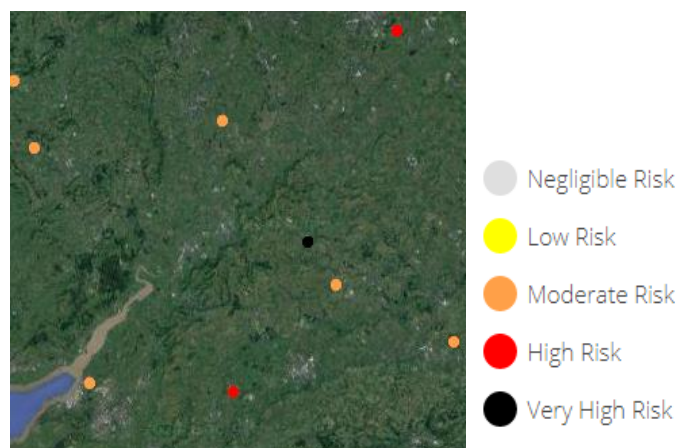 Negligible Risk
Low Risk
Moderate Risk
High Risk
Very High Risk